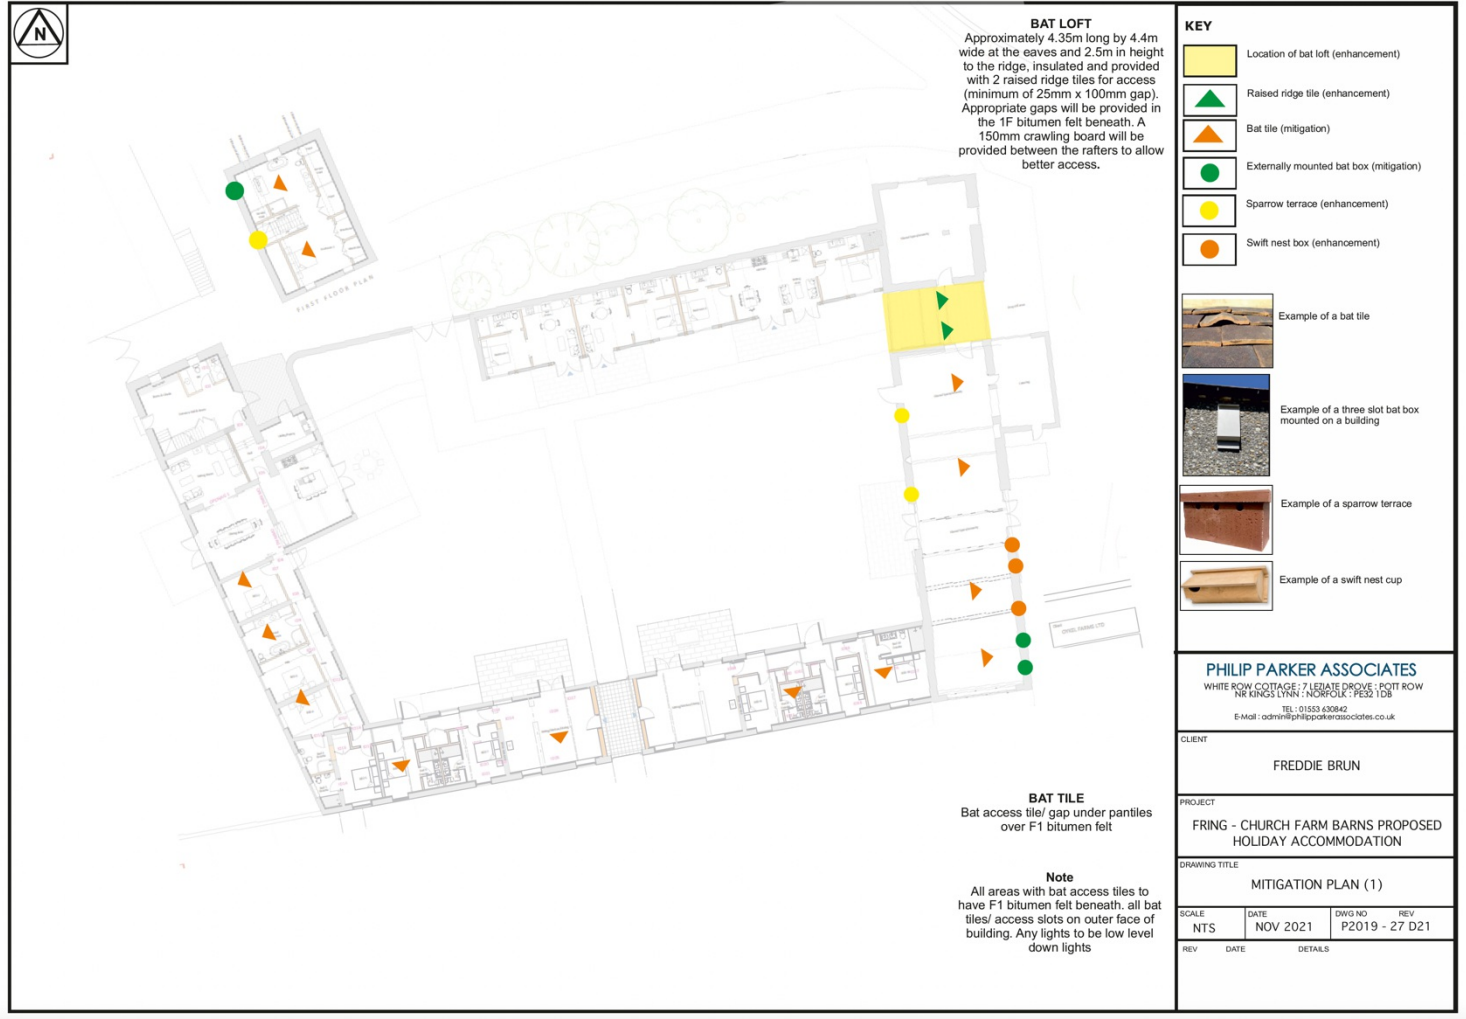 N
BAT LOFT
Approximately 4.35m long by 4.4m
wide at the eaves and 2.5m in height
to the ridge, insulated and provided
with 2 raised ridge tiles for access
(minimum of 25mm x 100mm gap).
Appropriate gaps will be provided in
the 1F bitumen felt beneath. A
150mm crawling board will be
provided between the rafters to allow
better access.
FIRST FLOOR PLAN
BAT TILE
Bat access tile/ gap under pantiles
over F1 bitumen felt
Note
All areas with bat access tiles to
have F1 bitumen felt beneath. all bat
tiles/ access slots on outer face of
building. Any lights to be low level
down lights
KEY
Location of bat loft (enhancement)
Raised ridge tile (enhancement)
Bat tile (mitigation)
Externally mounted bat box (mitigation)
Sparrow terrace (enhancement)
Swift nest box (enhancement)
Example of a bat tile
Example of a three slot bat box
mounted on a building
Example of a sparrow terrace
Example of a swift nest cup
PHILIP PARKER ASSOCIATES
WHITE ROW COTTAGE : 7 LEZIATE DROVE : POTT ROW
NR KINGS LYNN : NORFOLK : PE32 1DB
TEL : 01553 630842
E-Mail : admin@philipparkerassociates.co.uk
CLIENT
FREDDIE BRUN
PROJECT
FRING - CHURCH FARM BARNS PROPOSED
HOLIDAY ACCOMMODATION
DRAWING TITLE
MITIGATION PLAN (1)
SCALE
NTS
DATE
NOV 2021
DWG NO REV
P2019 - 27 D21
REV DATE DETAILS